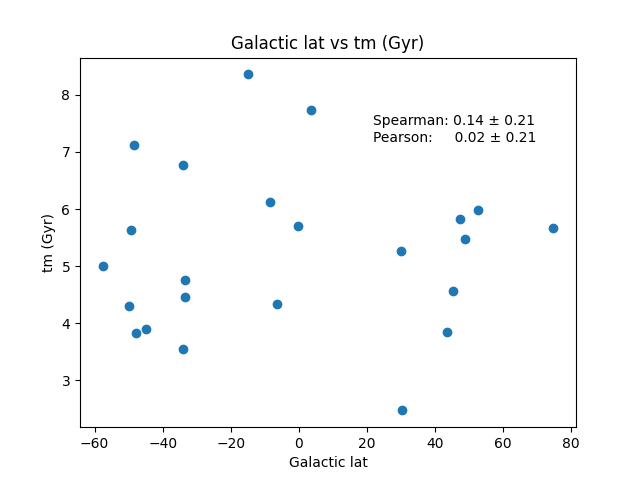 Galactic lat vs tm (Gyr)
Spearman: 0.14 ± 0.21
Pearson: 0.02 ± 0.21
8
7
6
5
4
3
tm (Gyr)
−60 −40 −20 0 20 40 60 80
Galactic lat